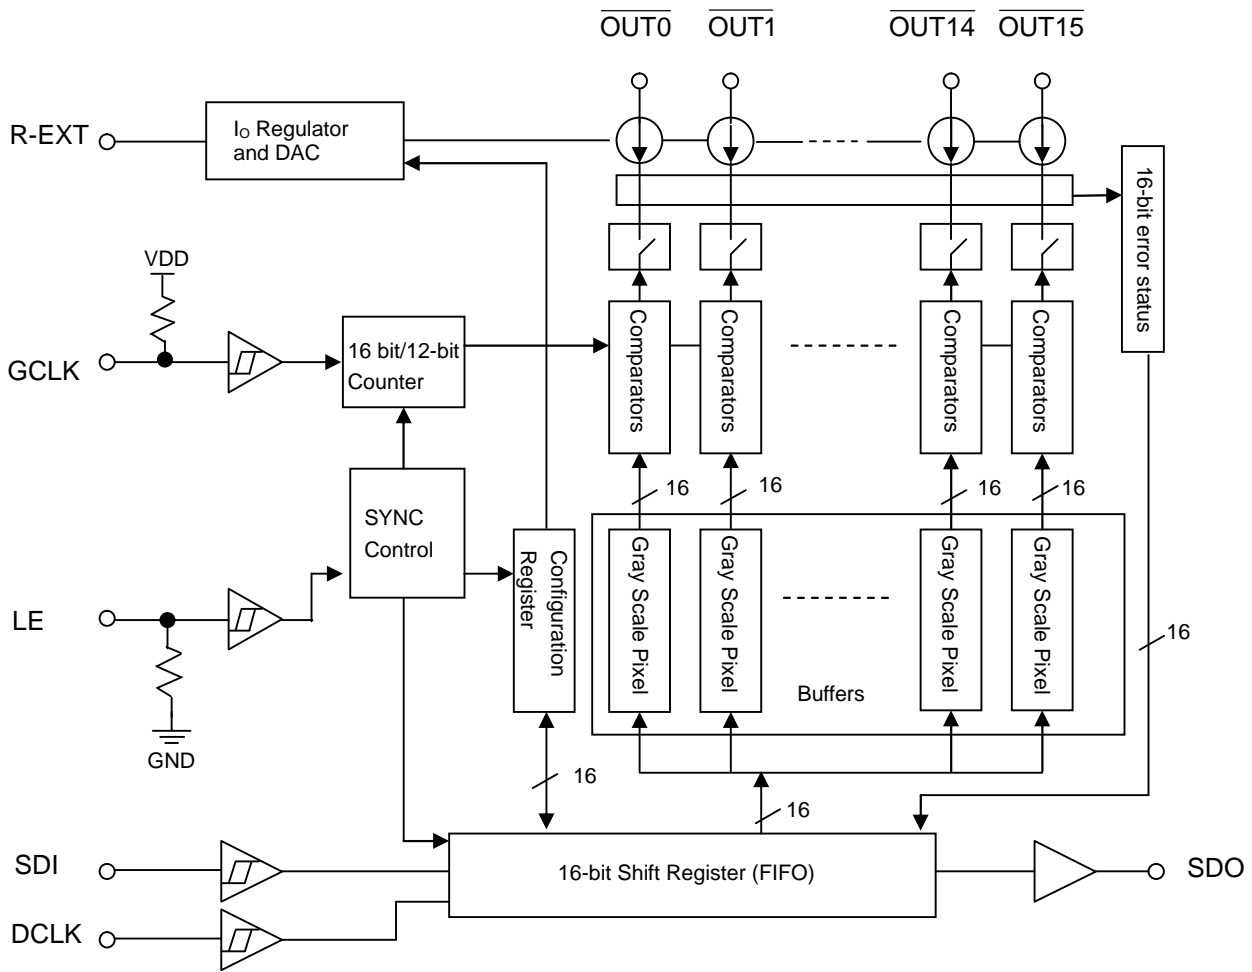 OUT0 OUT1 OUT14 OUT15
R-EXT
IO Regulator
and DAC
16-bit error status
VDD
GCLK
16 bit/12-bit
Counter
Comparators
Comparators
Comparators
Comparators
16
16
16
16
SYNC
Control
LE
Configuration
Register
Gray Scale Pixel
Gray Scale Pixel
Gray Scale Pixel
Gray Scale Pixel
Buffers
16
GND
16
16
SDI
16-bit Shift Register (FIFO)
SDO
DCLK